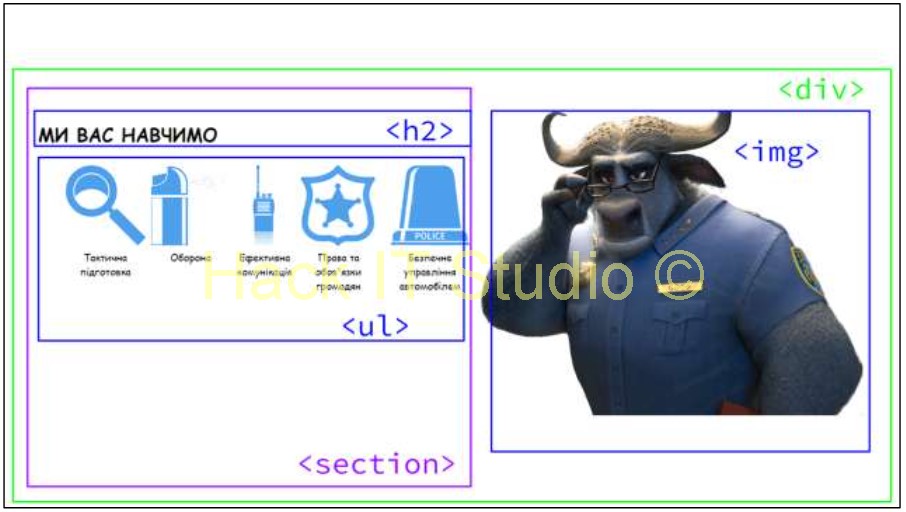 <div>
МИ ВАС НАВЧИМО <h2>
<img>
POLICE
Тактична підготовка
Оборона
Ефективна комунікація
Права та обов'язки громадян
Безпечне управління автомобілем
Hack IT Studio ©
<ul>
<section>